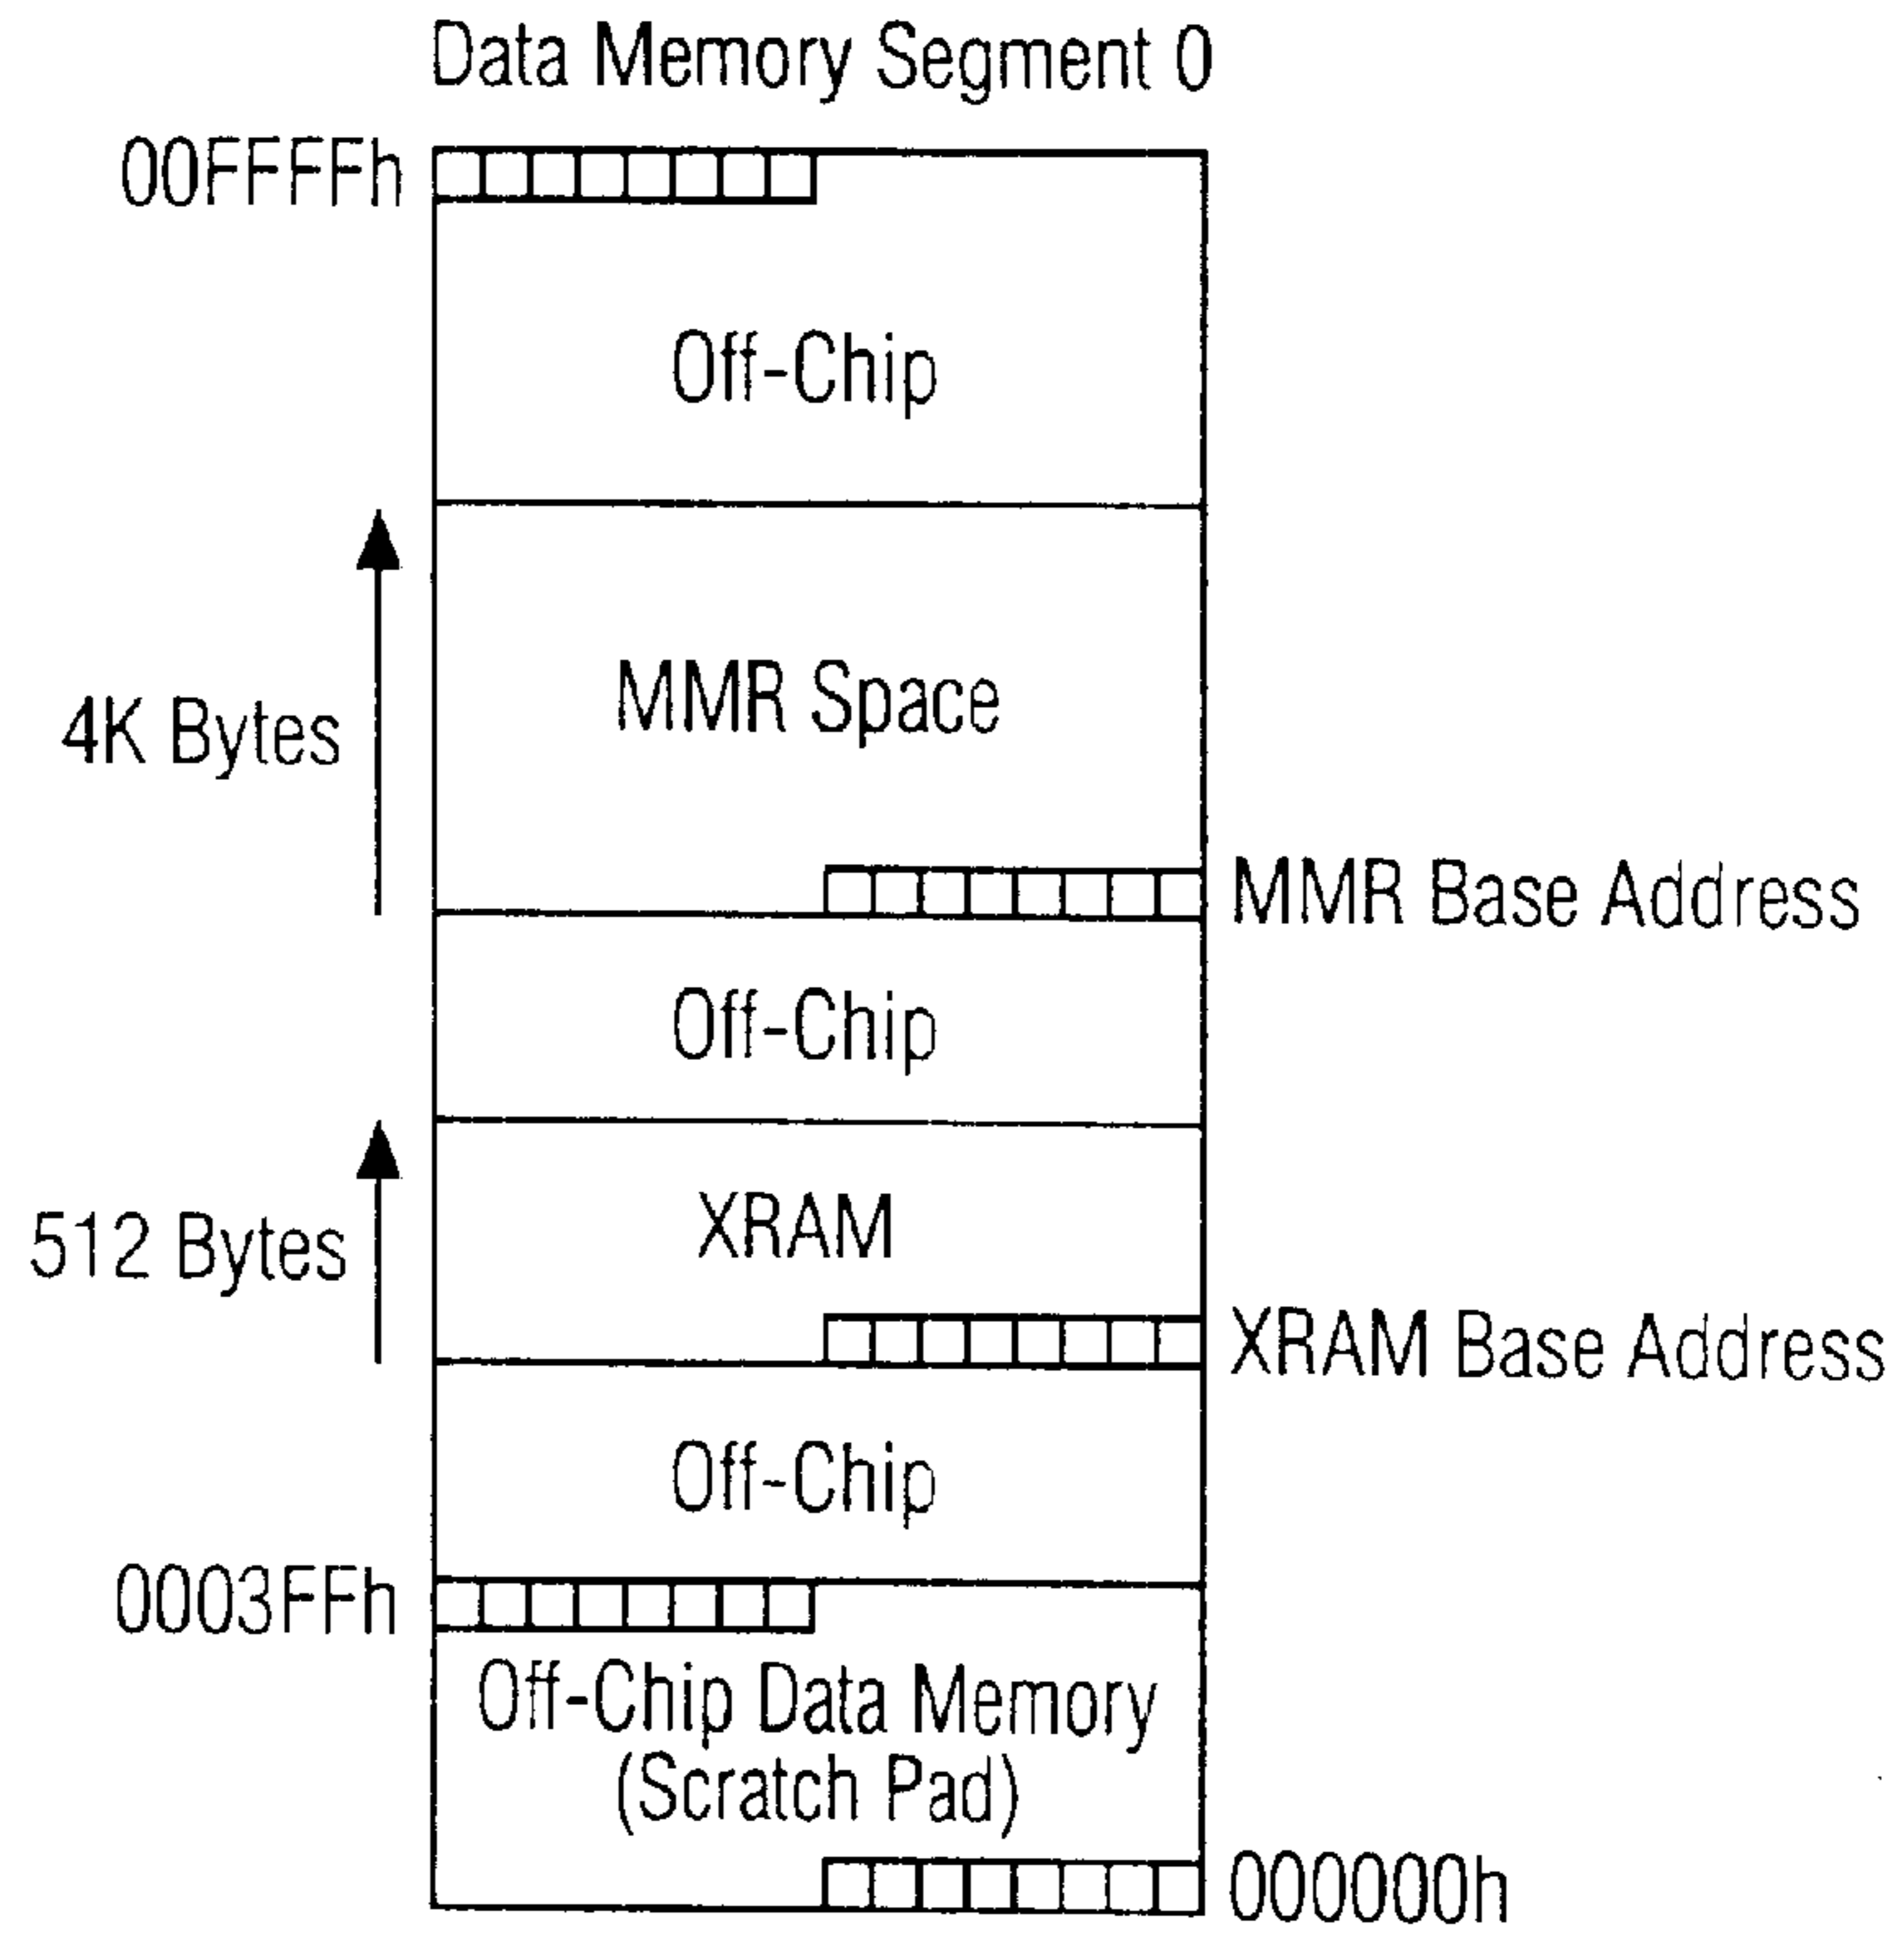 Data Memory Segment 0
00FFFFh
Off-Chip
MMR Space
4K Bytes
MMR Base Address
Off-Chip
XRAM
512 Bytes
XRAM Base Address
Off-Chip
0003FFh
Off-Chip Data Memory
(Scratch Pad)
000000h